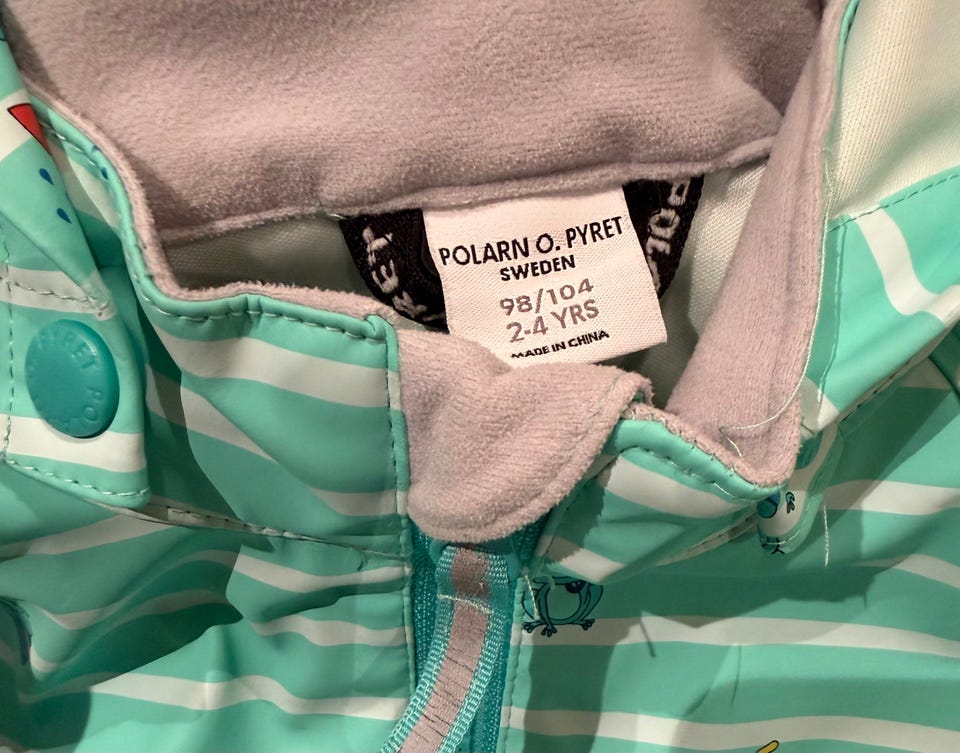 POLARN O. PYRET
SWEDEN
98/104
2-4 YRS
MADE IN CHINA